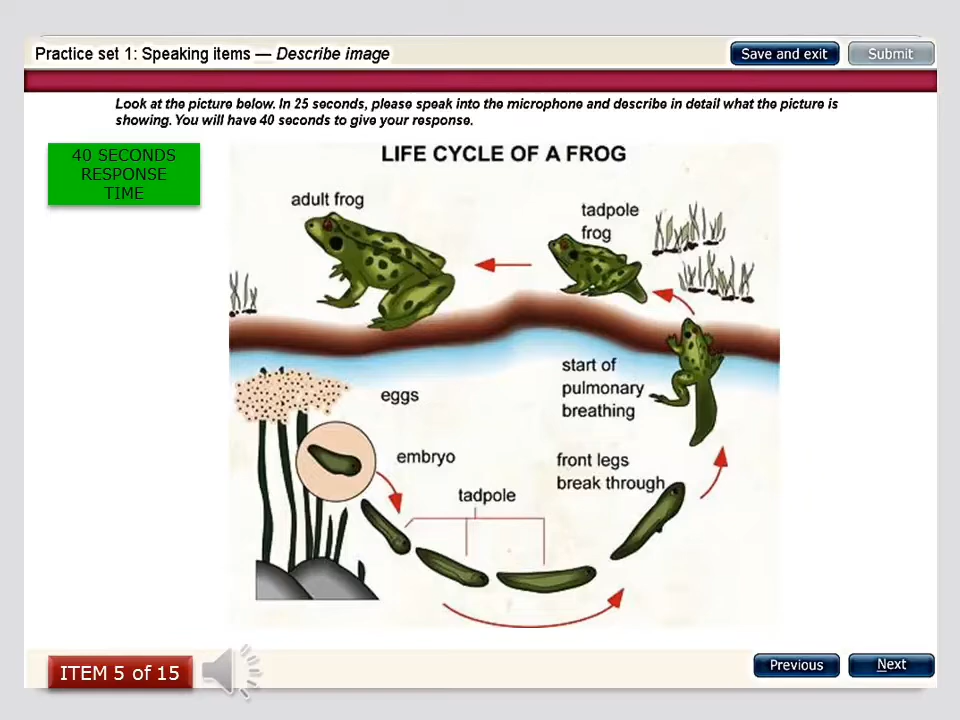 Practice set 1: Speaking items — Describe image
Save and exit
Submit
Look at the picture below. In 25 seconds, please speak into the microphone and describe in detail what the picture is
showing. You will have 40 seconds to give your response.
40 SECONDS
RESPONSE
TIME
LIFE CYCLE OF A FROG
adult frog
tadpole
frog
start of
pulmonary
breathing
eggs
embryo
front legs
break through
tadpole
ITEM 5 of 15
Previous
Next